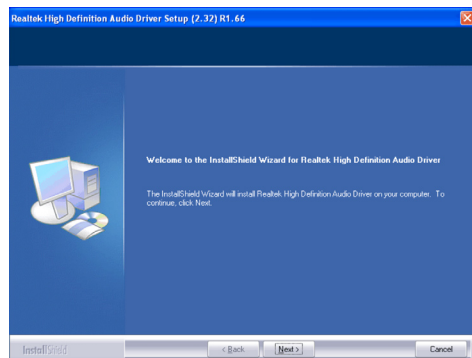 Realtek High Definition Audio Driver Setup (2.32) R1.66
Welcome to the InstallShield Wizard for Realtek High Definition Audio Driver
The InstallShield Wizard will install Realtek High Definition Audio Driver on your computer. To
continue, click Next.
InstallShield
< Back
Next >
Cancel